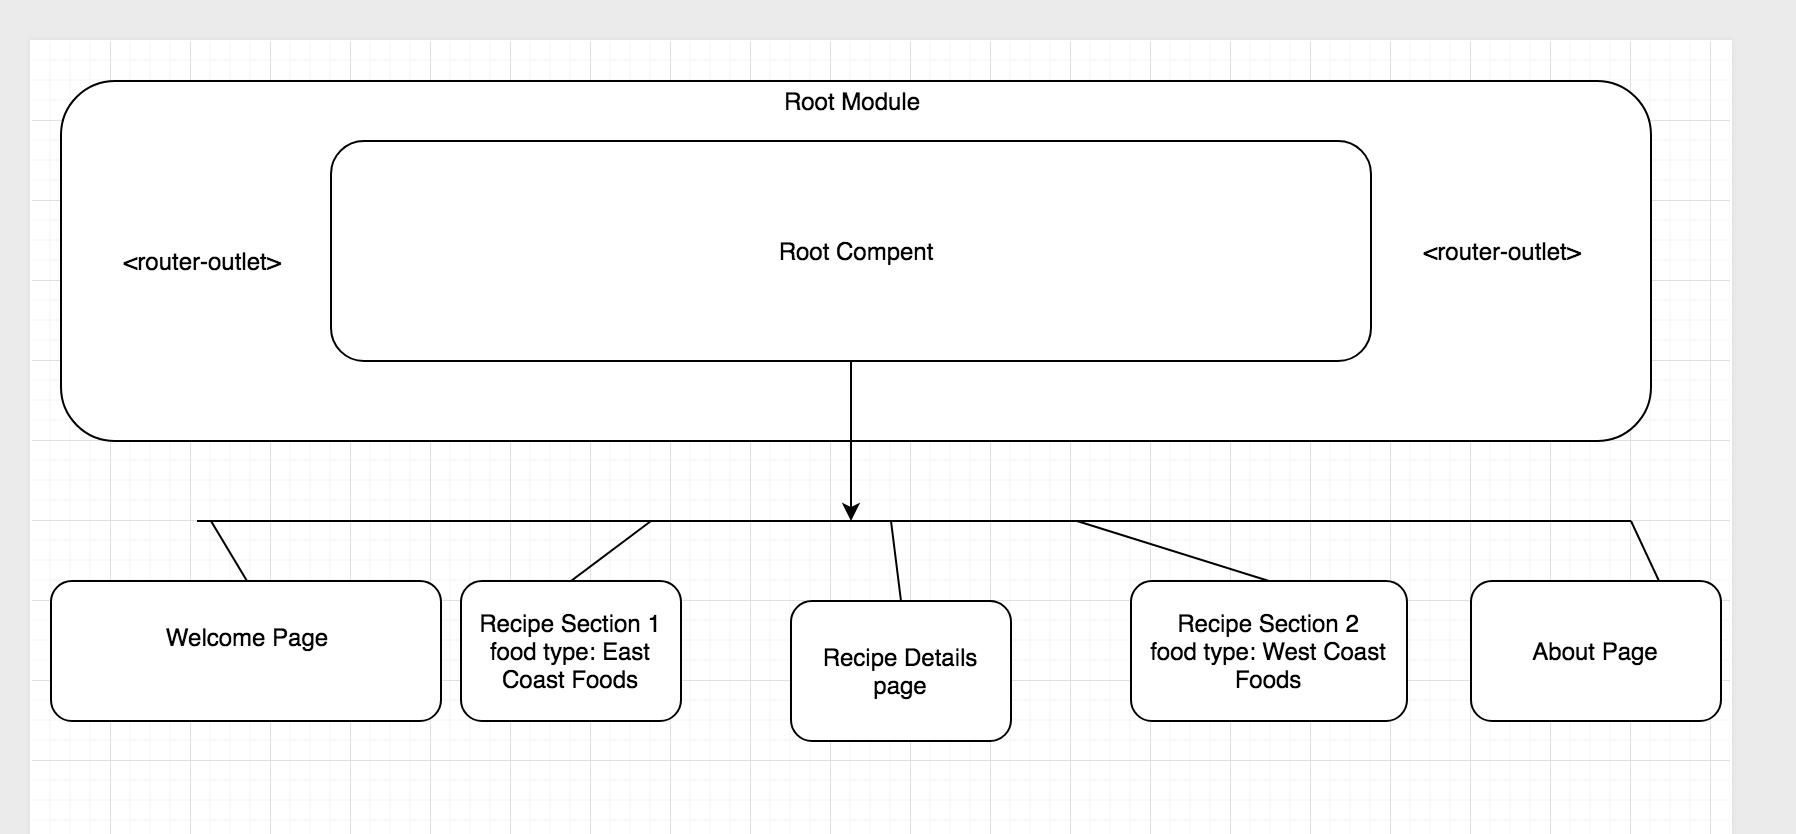 Root Module
<router-outlet>
Root Compent
<router-outlet>
Welcome Page
Recipe Section 1
food type: East
Coast Foods
Recipe Details
page
Recipe Section 2
food type: West Coast
Foods
About Page